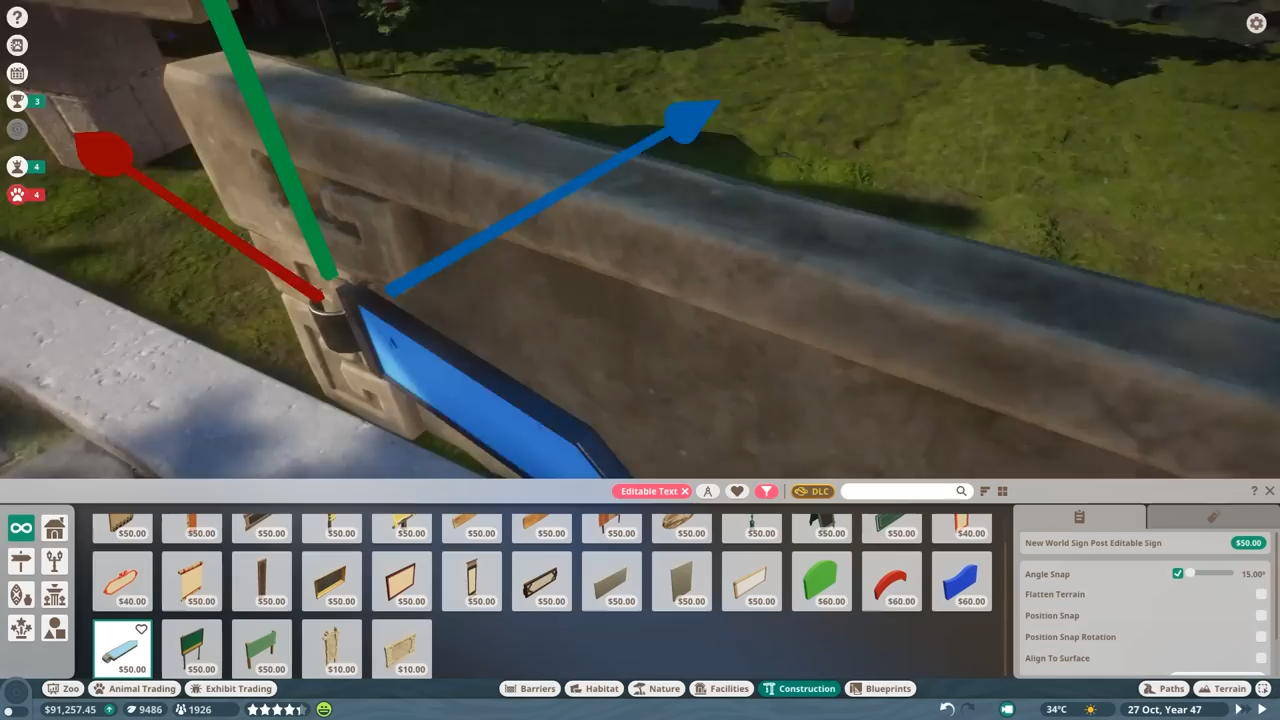 ?
3
4
4
Editable Text ×
DLC
? ×
$50.00 $50.00 $50.00 $50.00 $50.00 $50.00 $50.00 $50.00 $50.00 $50.00 $50.00 $50.00 $40.00
New World Sign Post Editable Sign $50.00
Angle Snap 15.00°
Flatten Terrain
Position Snap
Position Snap Rotation
Align To Surface
$40.00 $50.00 $50.00 $50.00 $50.00 $50.00 $50.00 $50.00 $50.00 $50.00 $60.00 $60.00 $60.00
$50.00 $50.00 $50.00 $10.00 $10.00
Zoo Animal Trading Exhibit Trading Barriers Habitat Nature Facilities Construction Blueprints Paths Terrain
$91,257.45 9486 1926 34°C 27 Oct, Year 47